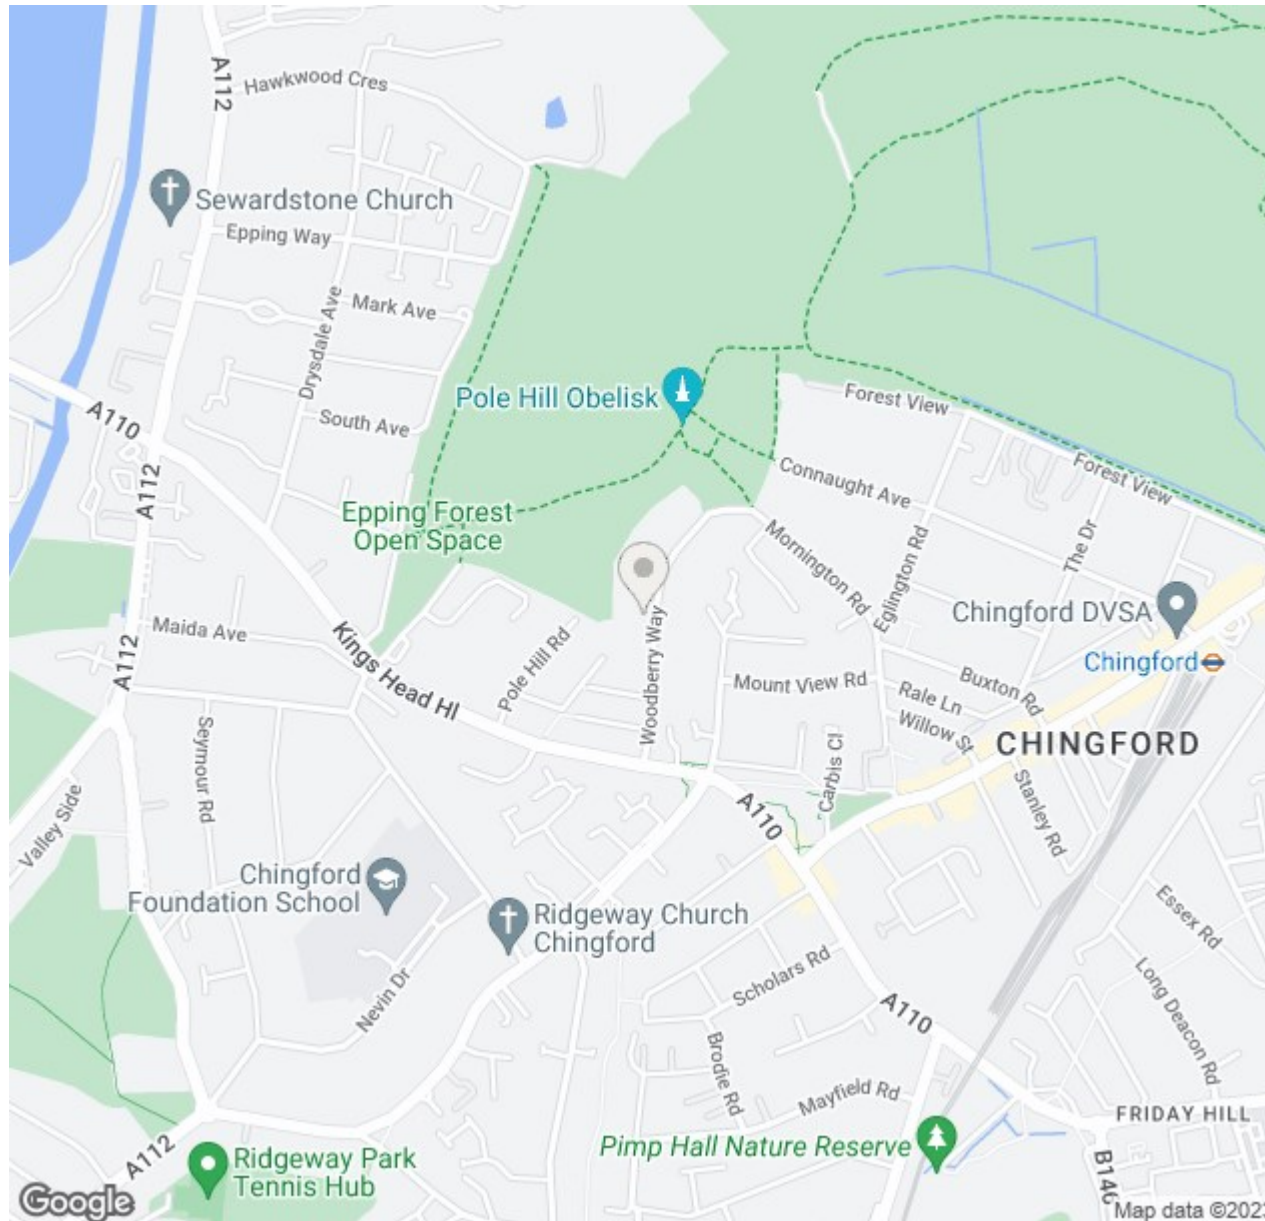 A112
Hawkwood Cres
Sewardstone Church
Epping Way
Mark Ave
Drysdale Ave
South Ave
Pole Hill Obelisk
Forest View
A110
A112
Connaught Ave
Forest View
Epping Forest
Open Space
Mornington Rd
Eglington Rd
The Dr
Chingford DVSA
Maida Ave
A112
Kings Head Hl
Pole Hill Rd
Woodberry Way
Chingford
Mount View Rd
Buxton Rd
Rale Ln
Willow St
Seymour Rd
CHINGFORD
Carbis Cl
Stanley Rd
Valley Side
A110
Chingford
Foundation School
Ridgeway Church
Chingford
Essex Rd
Scholars Rd
Nevin Dr
Long Deacon Rd
A110
Brodie Rd
Mayfield Rd
FRIDAY HILL
Pimp Hall Nature Reserve
A112
Ridgeway Park
Tennis Hub
B146
Google
Map data ©2023